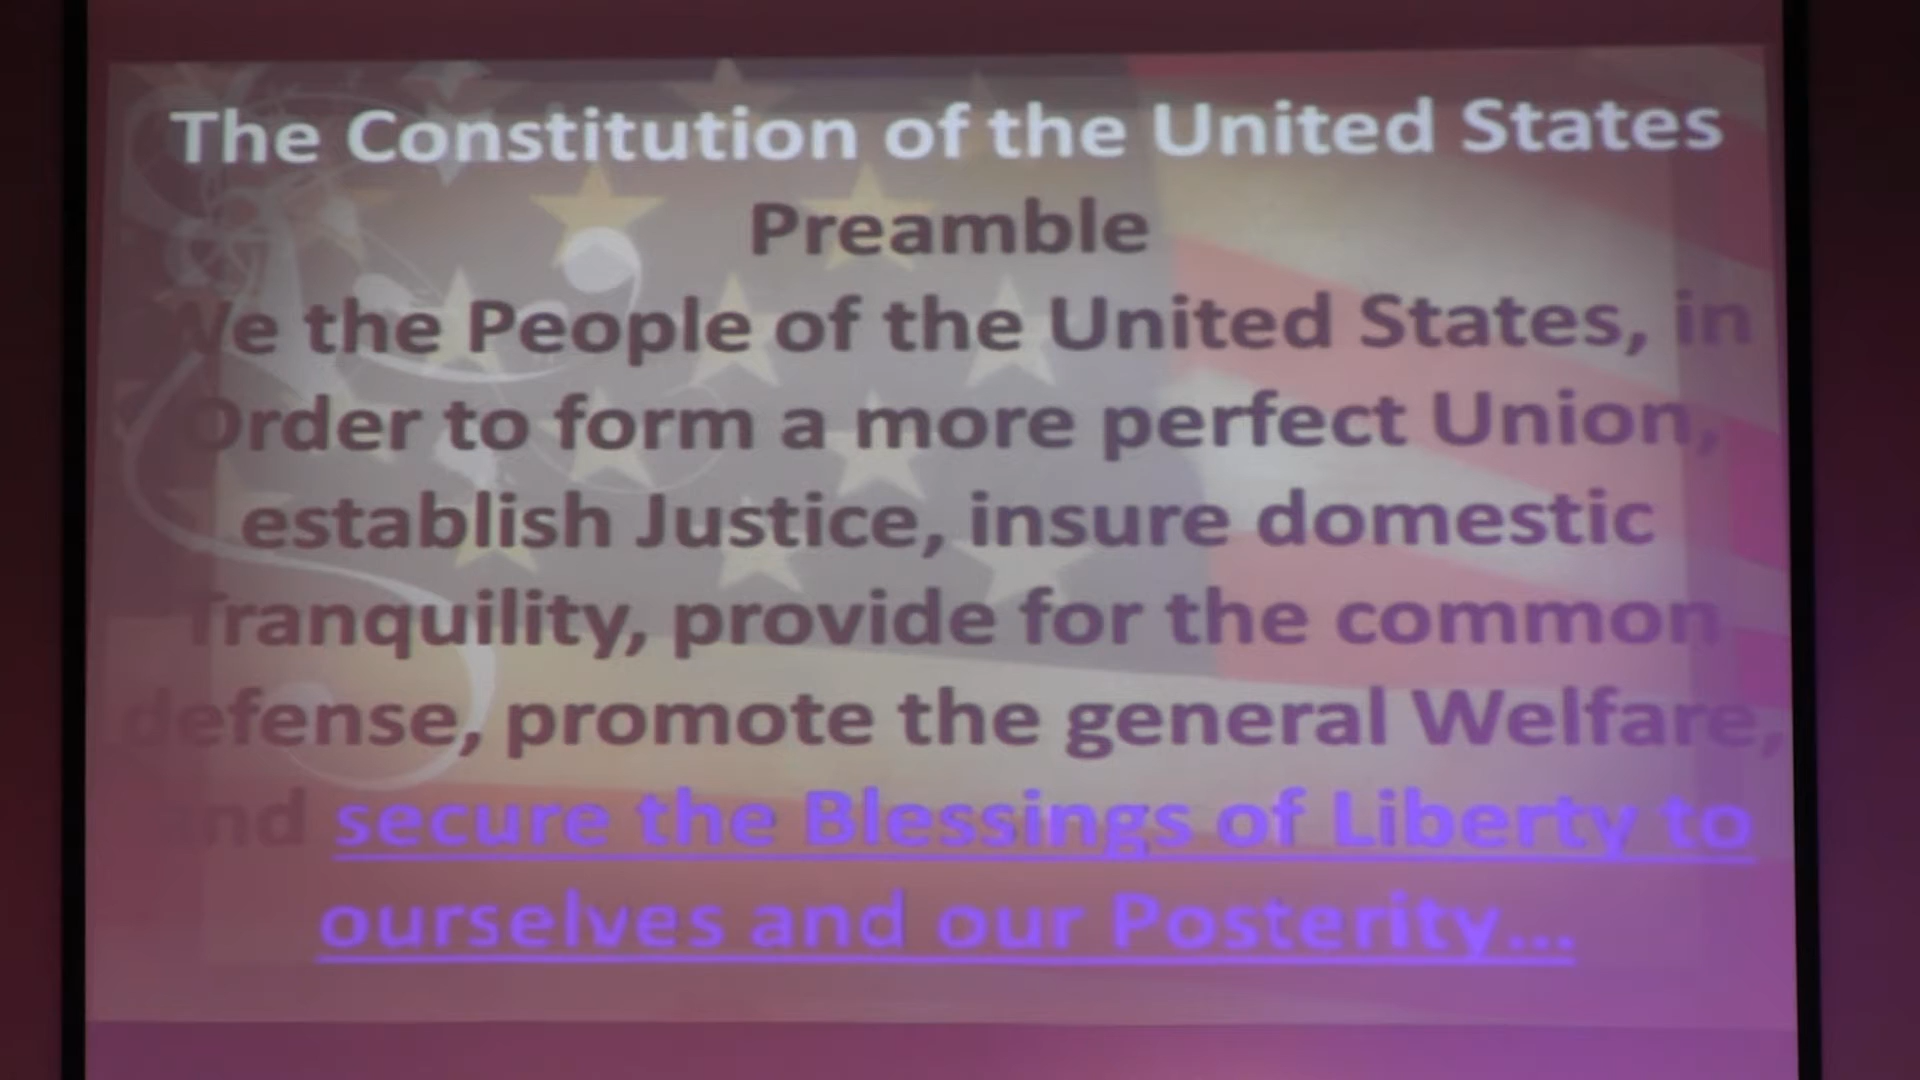 The Constitution of the United States
Preamble
We the People of the United States, in
Order to form a more perfect Union,
establish Justice, insure domestic
Tranquility, provide for the common
defense, promote the general Welfare,
and secure the Blessings of Liberty to
ourselves and our Posterity...